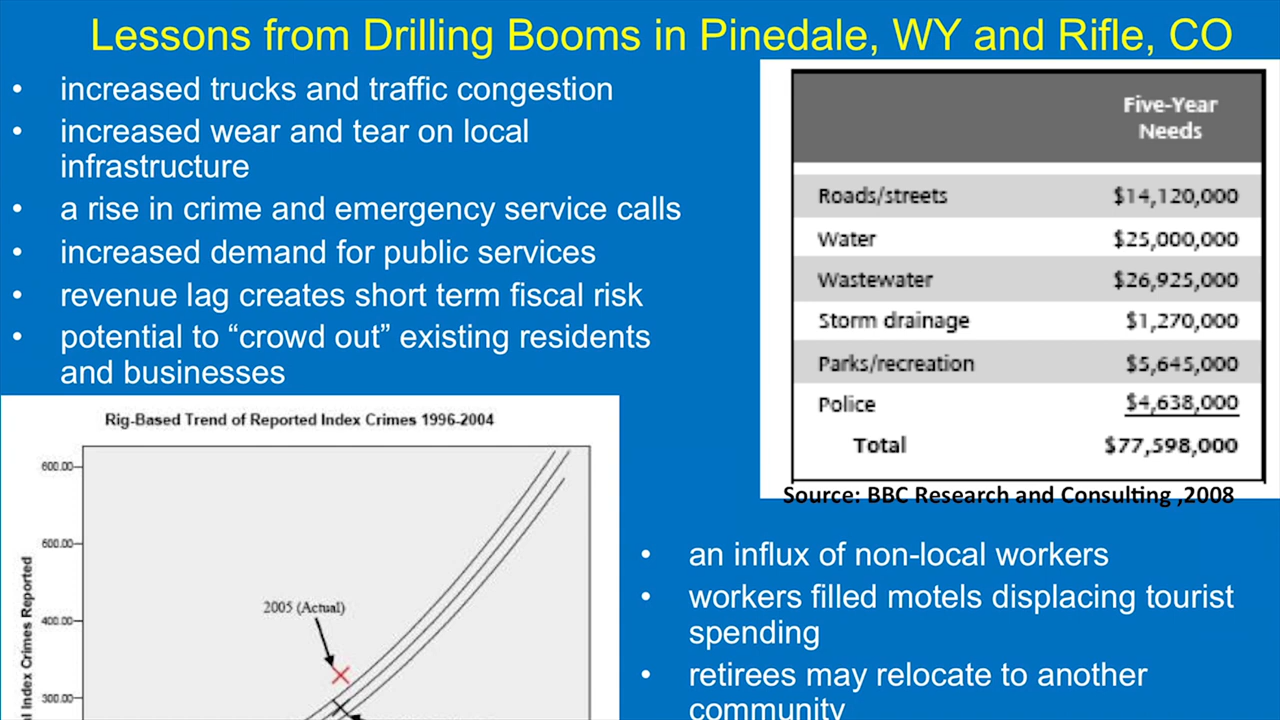 Lessons from Drilling Booms in Pinedale, WY and Rifle, CO
• increased trucks and traffic congestion
• increased wear and tear on local
infrastructure
• a rise in crime and emergency service calls
• increased demand for public services
• revenue lag creates short term fiscal risk
• potential to “crowd out” existing residents
and businesses
Five-Year
Needs
Roads/streets $14,120,000
Water $25,000,000
Wastewater $26,925,000
Storm drainage $1,270,000
Parks/recreation $5,645,000
Police $4,638,000
Total $77,598,000
Source: BBC Research and Consulting ,2008
Rig-Based Trend of Reported Index Crimes 1996-2004
600.00
500.00
400.00
300.00
Index Crimes Reported
2005 (Actual)
• an influx of non-local workers
• workers filled motels displacing tourist
spending
• retirees may relocate to another
community